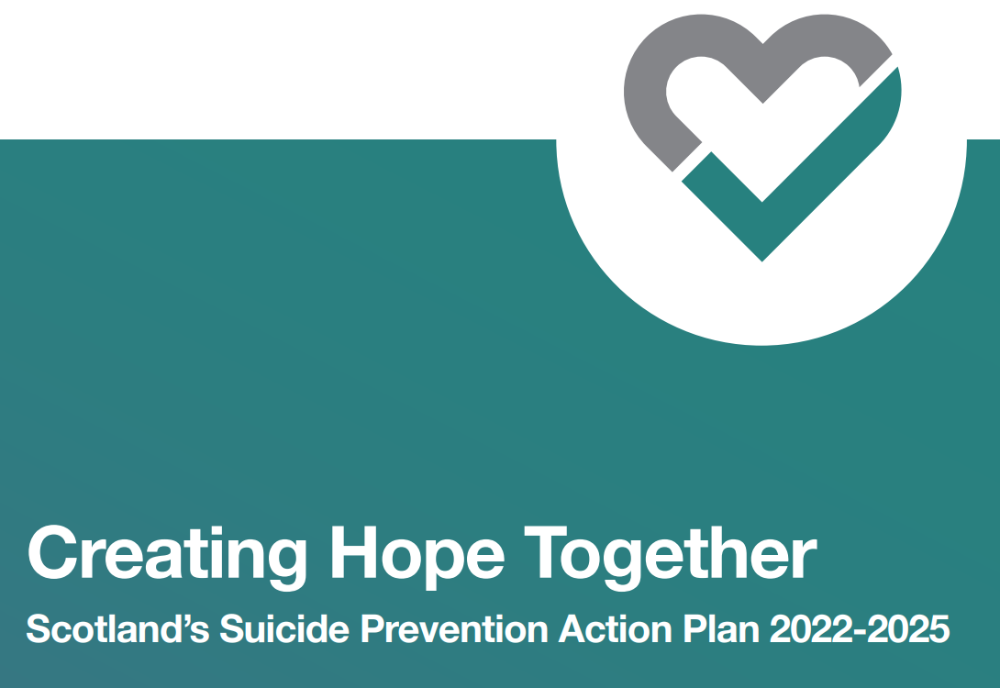 Creating Hope Together
Scotland’s Suicide Prevention Action Plan 2022-2025